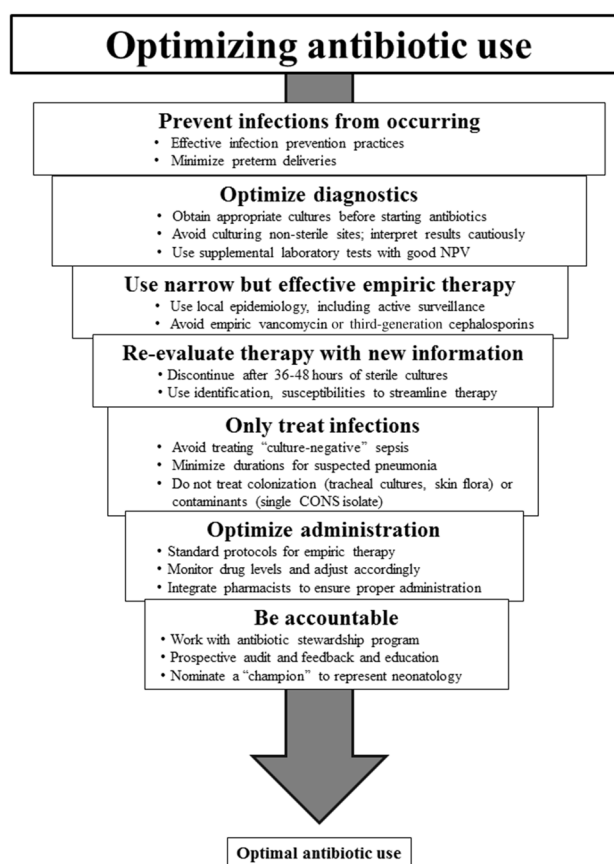 Optimizing antibiotic use
Prevent infections from occurring
• Effective infection prevention practices
• Minimize preterm deliveries
Optimize diagnostics
• Obtain appropriate cultures before starting antibiotics
• Avoid culturing non-sterile sites; interpret results cautiously
• Use supplemental laboratory tests with good NPV
Use narrow but effective empiric therapy
• Use local epidemiology, including active surveillance
• Avoid empiric vancomycin or third-generation cephalosporins
Re-evaluate therapy with new information
• Discontinue after 36-48 hours of sterile cultures
• Use identification, susceptibilities to streamline therapy
Only treat infections
• Avoid treating “culture-negative” sepsis
• Minimize durations for suspected pneumonia
• Do not treat colonization (tracheal cultures, skin flora) or
contaminants (single CONS isolate)
Optimize administration
• Standard protocols for empiric therapy
• Monitor drug levels and adjust accordingly
• Integrate pharmacists to ensure proper administration
Be accountable
• Work with antibiotic stewardship program
• Prospective audit and feedback and education
• Nominate a “champion” to represent neonatology
Optimal antibiotic use